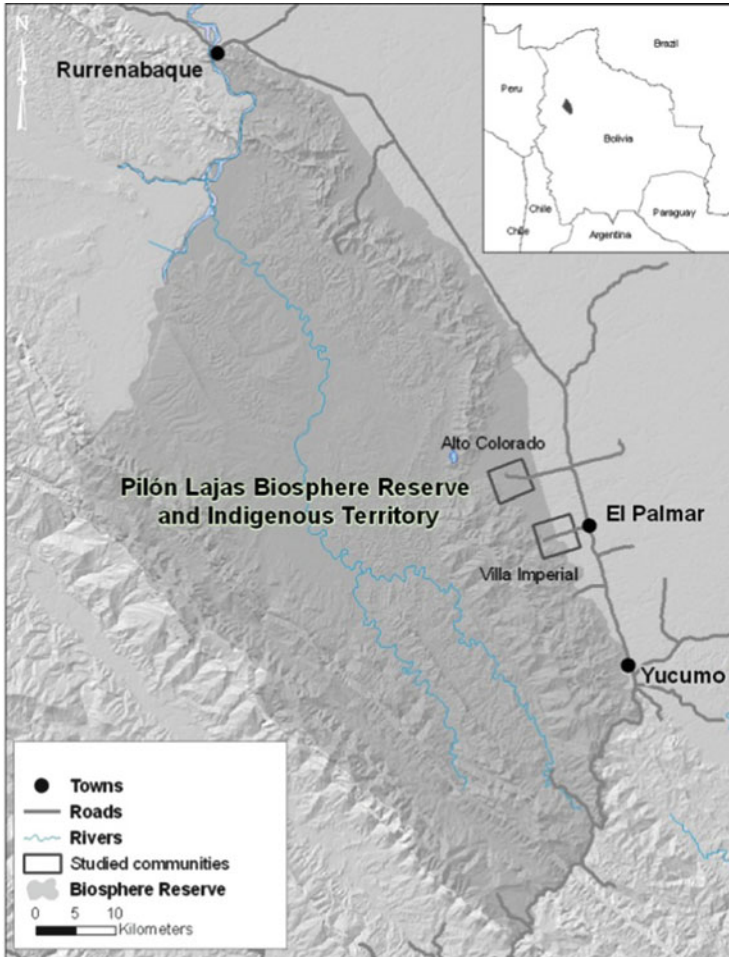 N
Rurrenabaque
Brazil
Peru
Bolivia
Chile
Paraguay
Chile
Argentina
Alto Colorado
Pilón Lajas Biosphere Reserve
and Indigenous Territory
El Palmar
Villa Imperial
Yucumo
Towns
Roads
Rivers
Studied communities
Biosphere Reserve
0 5 10
Kilometers